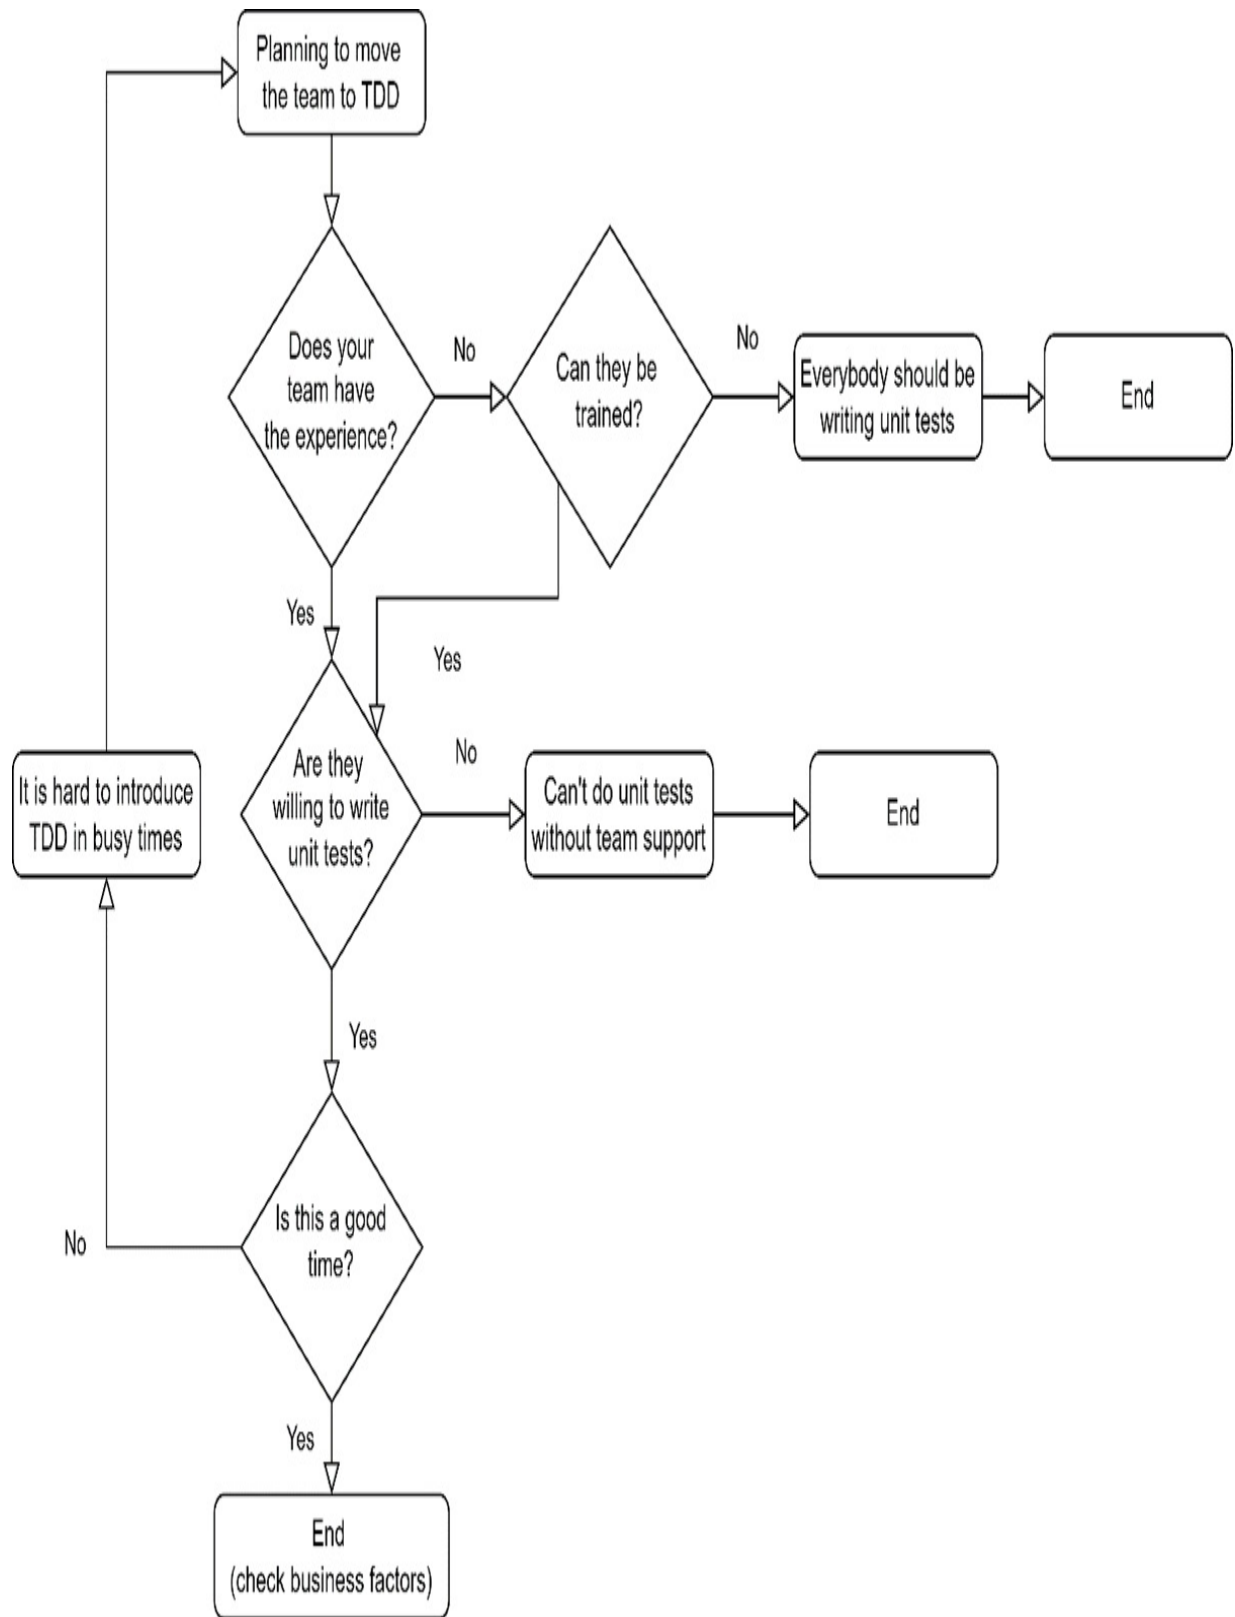 Planning to move
the team to TDD
Does your
team have
the experience?
No
Can they be
trained?
No
Everybody should be
writing unit tests
End
Yes
Yes
It is hard to introduce
TDD in busy times
Are they
willing to write
unit tests?
No
Can't do unit tests
without team support
End
Yes
Is this a good
time?
No
Yes
End
(check business factors)